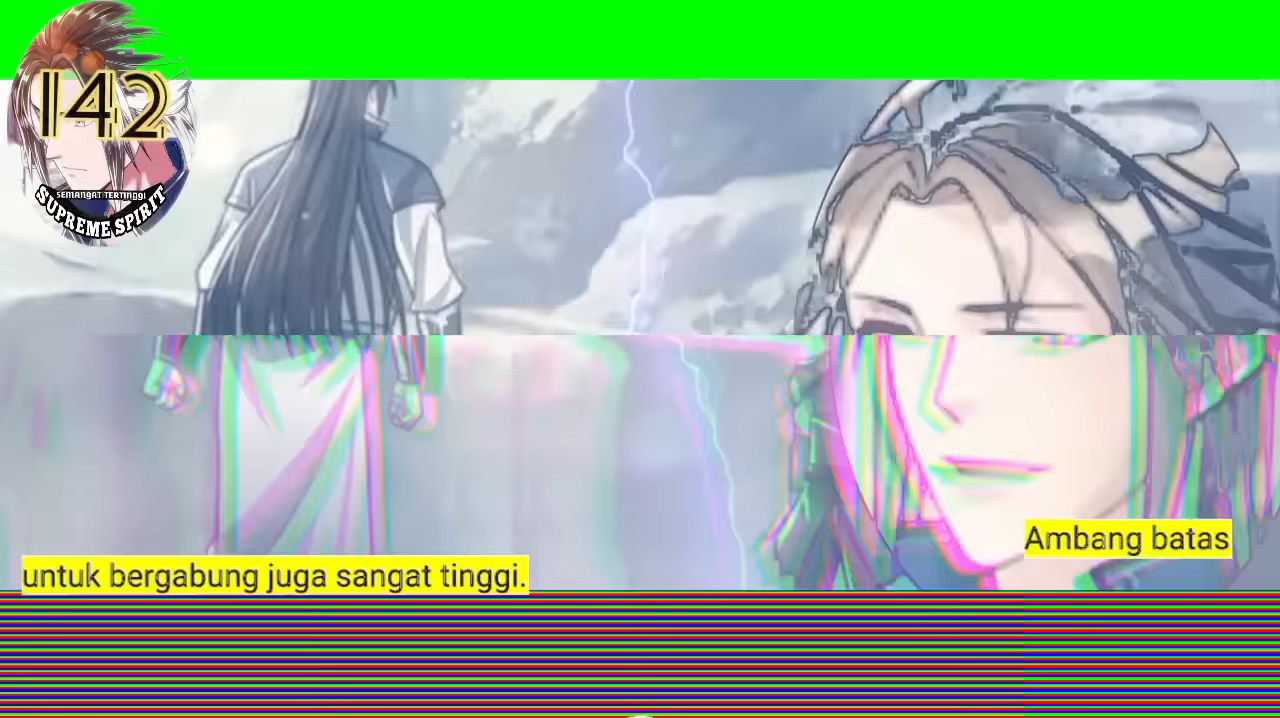 142
SEMANGAT TERTINGGI
SUPREME SPIRIT
Ambang batas
untuk bergabung juga sangat tinggi.